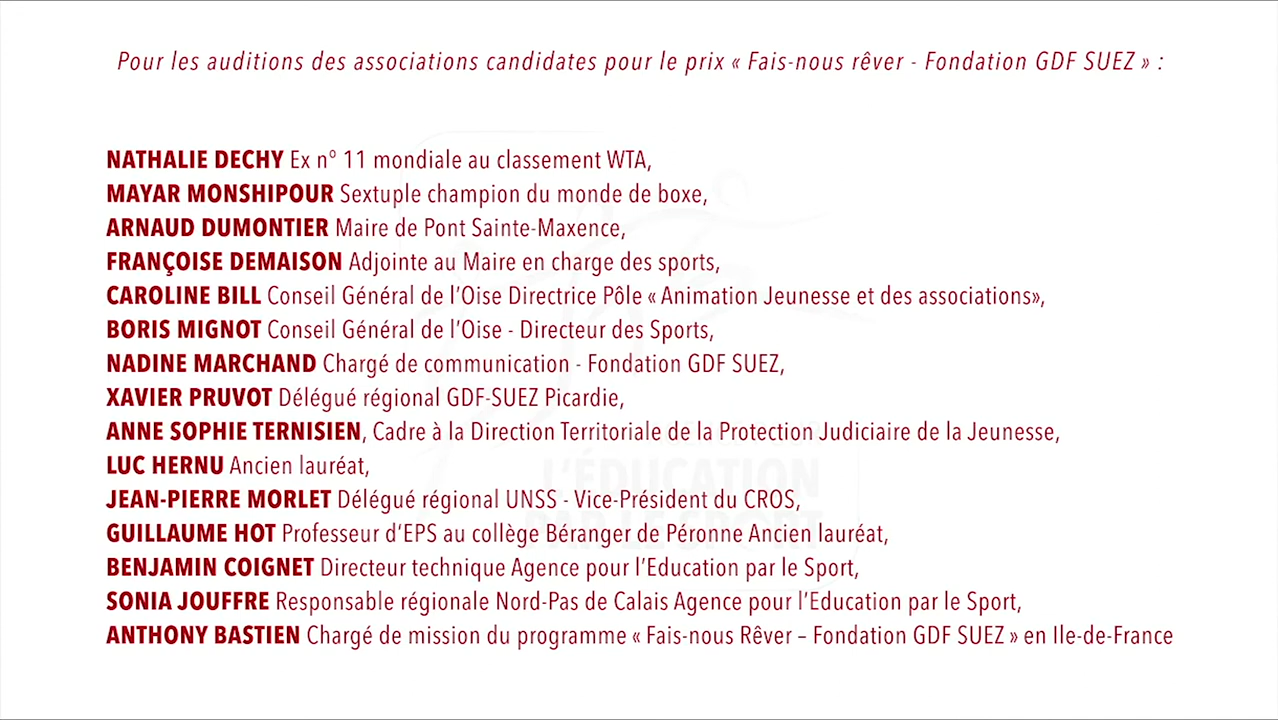 Pour les auditions des associations candidates pour le prix « Fais-nous rêver - Fondation GDF SUEZ » :
NATHALIE DECHY Ex n° 11 mondiale au classement WTA,
MAYAR MONSHIPOUR Sextuple champion du monde de boxe,
ARNAUD DUMONTIER Maire de Pont Sainte-Maxence,
FRANÇOISE DEMAISON Adjointe au Maire en charge des sports,
CAROLINE BILL Conseil Général de l’Oise Directrice Pôle « Animation Jeunesse et des associations»,
BORIS MIGNOT Conseil Général de l’Oise - Directeur des Sports,
NADINE MARCHAND Chargé de communication - Fondation GDF SUEZ,
XAVIER PRUVOT Délégué régional GDF-SUEZ Picardie,
ANNE SOPHIE TERNISIEN, Cadre à la Direction Territoriale de la Protection Judiciaire de la Jeunesse,
LUC HERNU Ancien lauréat,
JEAN-PIERRE MORLET Délégué régional UNSS - Vice-Président du CROS,
GUILLAUME HOT Professeur d’EPS au collège Béranger de Péronne Ancien lauréat,
BENJAMIN COIGNET Directeur technique Agence pour l’Education par le Sport,
SONIA JOUFFRE Responsable régionale Nord-Pas de Calais Agence pour l’Education par le Sport,
ANTHONY BASTIEN Chargé de mission du programme « Fais-nous Rêver – Fondation GDF SUEZ » en Ile-de-France
L’ÉDUCATION
PAR LE SPORT